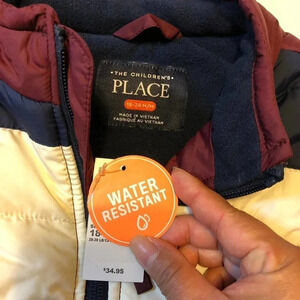 • THE CHILDREN'S •
PLACE
18-24 M/M
MADE IN VIETNAM
FABRIQUÉ AU VIETNAM
WATER
RESISTANT
18
$34.95